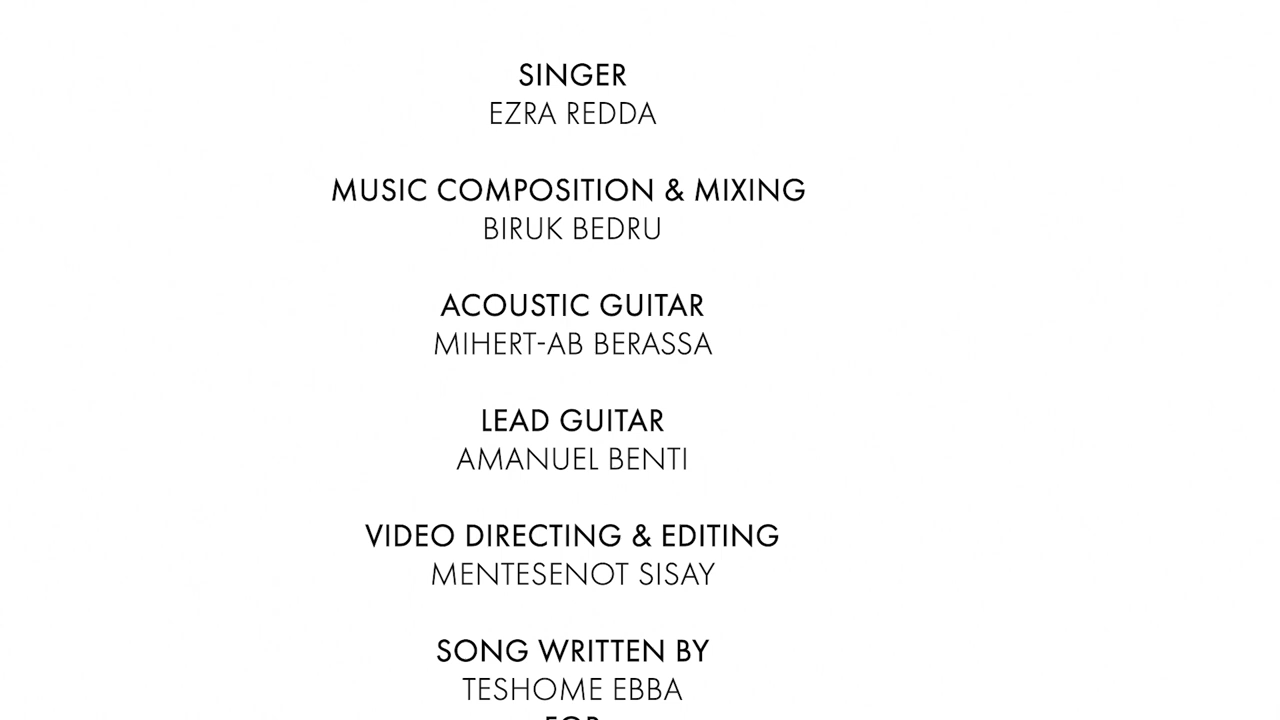 SINGER
EZRA REDDA
MUSIC COMPOSITION & MIXING
BIRUK BEDRU
ACOUSTIC GUITAR
MIHERT-AB BERASSA
LEAD GUITAR
AMANUEL BENTI
VIDEO DIRECTING & EDITING
MENTESENOT SISAY
SONG WRITTEN BY
TESHOME EBBA
FOR